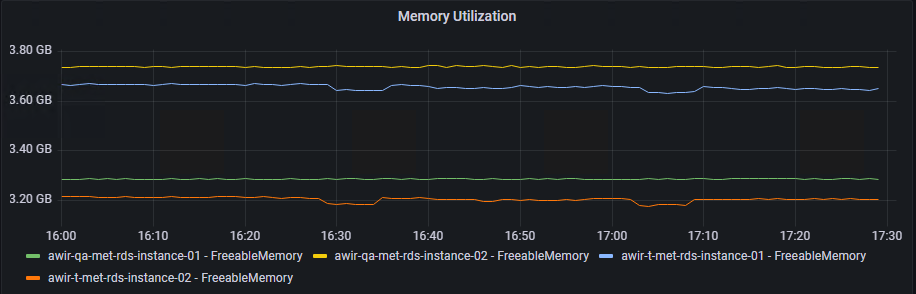 Memory Utilization
3.80 GB
3.60 GB
3.40 GB
3.20 GB
16:00 16:10 16:20 16:30 16:40 16:50 17:00 17:10 17:20 17:30
awir-qa-met-rds-instance-01 - FreeableMemory awir-qa-met-rds-instance-02 - FreeableMemory awir-t-met-rds-instance-01 - FreeableMemory
awir-t-met-rds-instance-02 - FreeableMemory